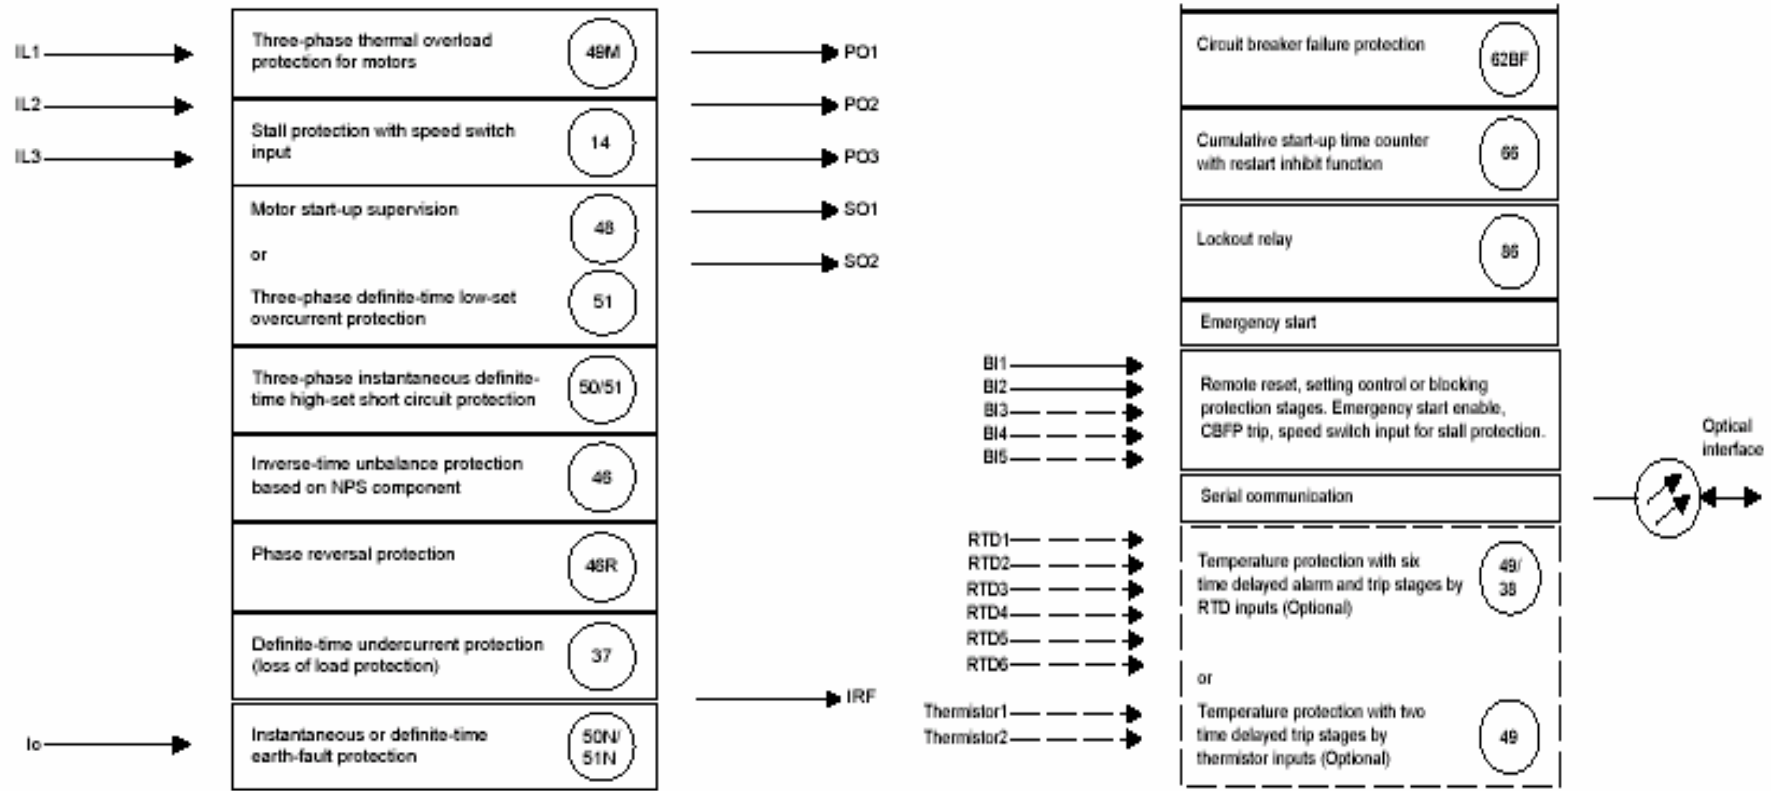 IL1
IL2
IL3
Io
Three-phase thermal overload
protection for motors
49M
Stall protection with speed switch
input
14
Motor start-up supervision
48
or
Three-phase definite-time low-set
overcurrent protection
51
Three-phase instantaneous definite-
time high-set short circuit protection
50/51
Inverse-time unbalance protection
based on NPS component
46
Phase reversal protection
46R
Definite-time undercurrent protection
(loss of load protection)
37
Instantaneous or definite-time
earth-fault protection
50N/
51N
PO1
PO2
PO3
SO1
SO2
IRF
Circuit breaker failure protection
62BF
Cumulative start-up time counter
with restart inhibit function
66
Lockout relay
86
Emergency start
BI1
BI2
BI3
BI4
BI5
Remote reset, setting control or blocking
protection stages. Emergency start enable,
CBFP trip, speed switch input for stall protection.
Serial communication
Optical
interface
RTD1
RTD2
RTD3
RTD4
RTD5
RTD6
Temperature protection with six
time delayed alarm and trip stages by
RTD inputs (Optional)
49/
38
or
Thermistor1
Thermistor2
Temperature protection with two
time delayed trip stages by
thermistor inputs (Optional)
49